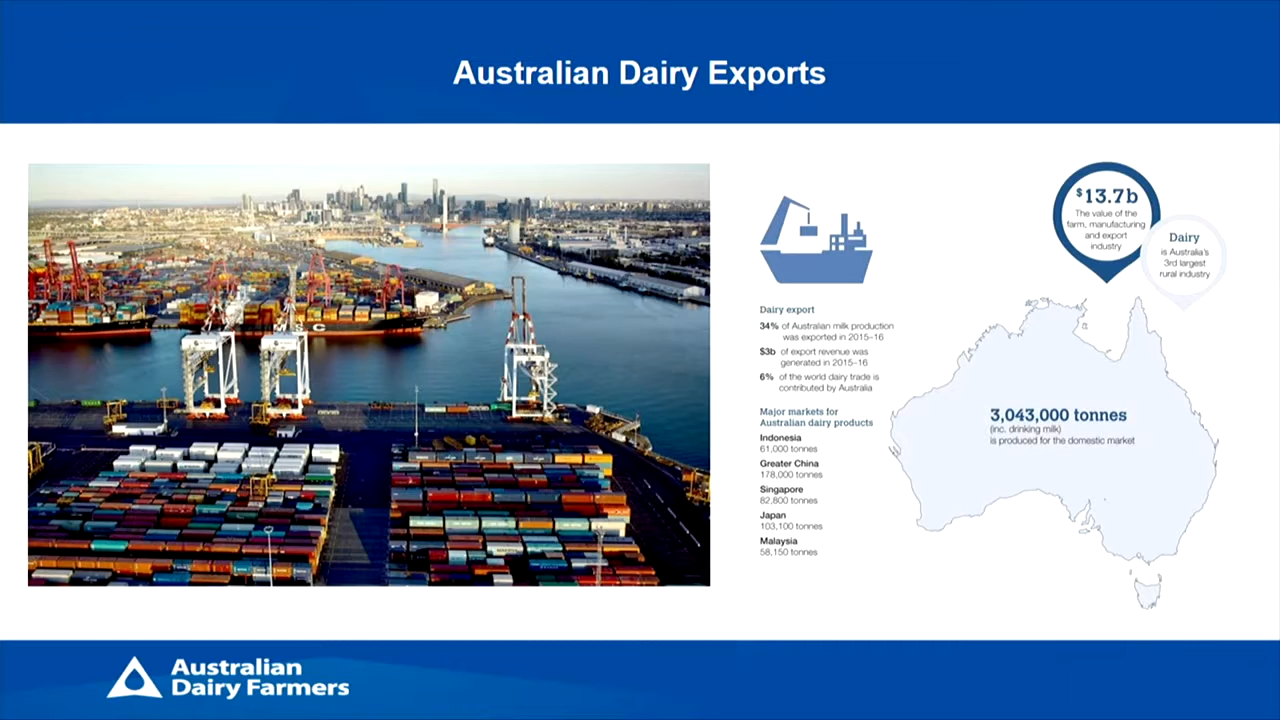 Australian Dairy Exports
MSC
Dairy export
34% of Australian milk production
was exported in 2015–16
$3b of export revenue was
generated in 2015–16
6% of the world dairy trade is
contributed by Australia
Major markets for
Australian dairy products
Indonesia
61,000 tonnes
Greater China
178,000 tonnes
Singapore
82,800 tonnes
Japan
103,100 tonnes
Malaysia
58,150 tonnes
$13.7b
The value of the
farm, manufacturing
and export
industry
Dairy
is Australia's
3rd largest
rural industry
3,043,000 tonnes
(inc. drinking milk)
is produced for the domestic market
Australian
Dairy Farmers